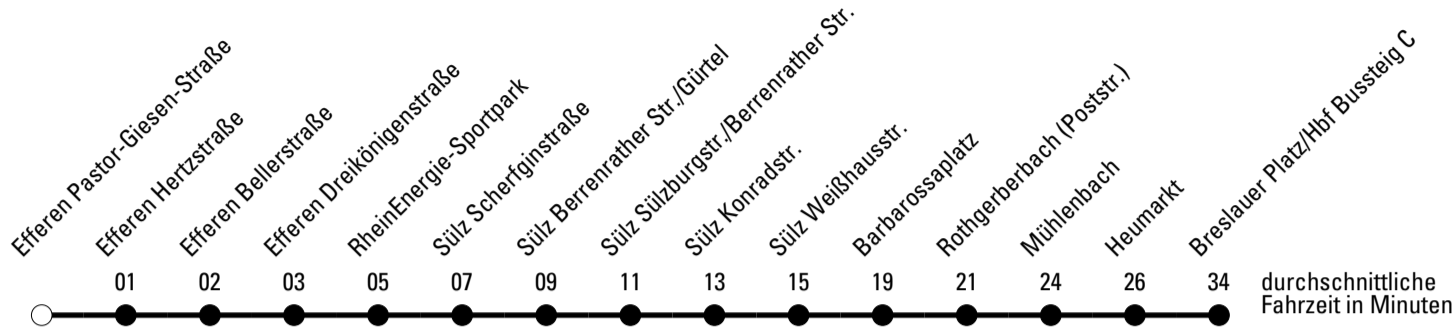 Efferen Pastor-Giesen-Straße
Efferen Hertzstraße
Efferen Bellerstraße
Efferen Dreikönigenstraße
RheinEnergie-Sportpark
Sülz Scherfginstraße
Sülz Berrenrather Str./Gürtel
Sülz Sülzburgstr./Berrenrather Str.
Sülz Konradstr.
Sülz Weißhausstr.
Barbarossaplatz
Rothgerberbach (Poststr.)
Mühlenbach
Heumarkt
Breslauer Platz/Hbf Bussteig C
01 02 03 05 07 09 11 13 15 19 21 24 26 34
durchschnittliche
Fahrzeit in Minuten